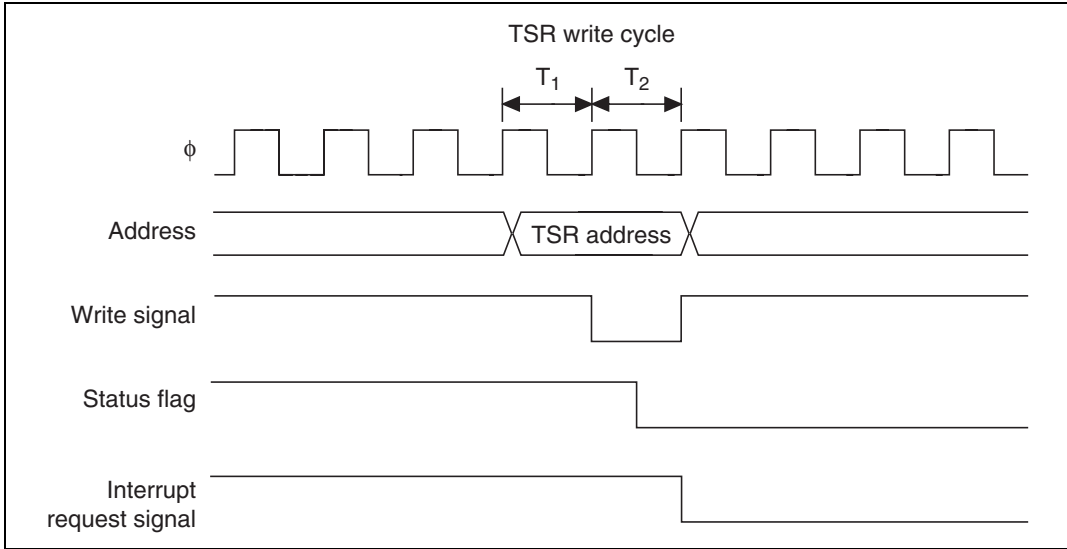 TSR write cycle
T1 T2
ϕ
Address
TSR address
Write signal
Status flag
Interrupt
request signal